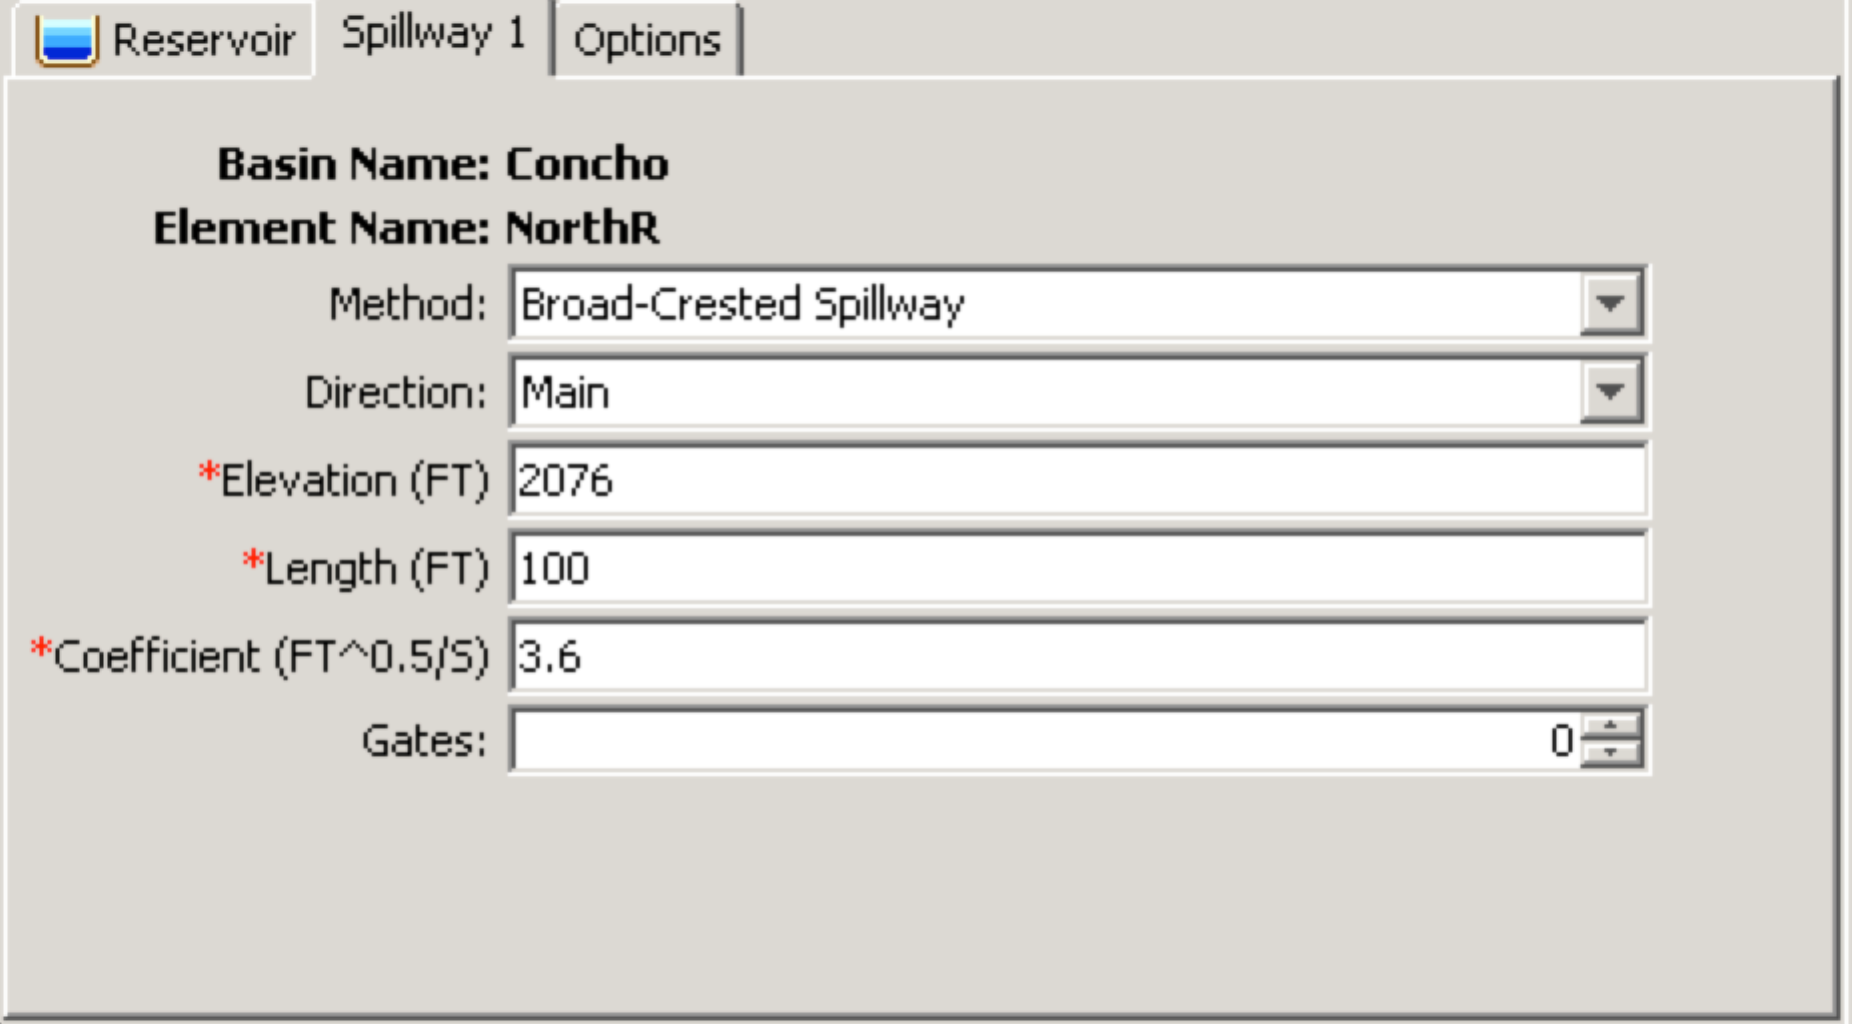 Reservoir Spillway 1 Options
Basin Name: Concho
Element Name: NorthR
Method: Broad-Crested Spillway
Direction: Main
*Elevation (FT) 2076
*Length (FT) 100
*Coefficient (FT^0.5/S) 3.6
Gates: 0